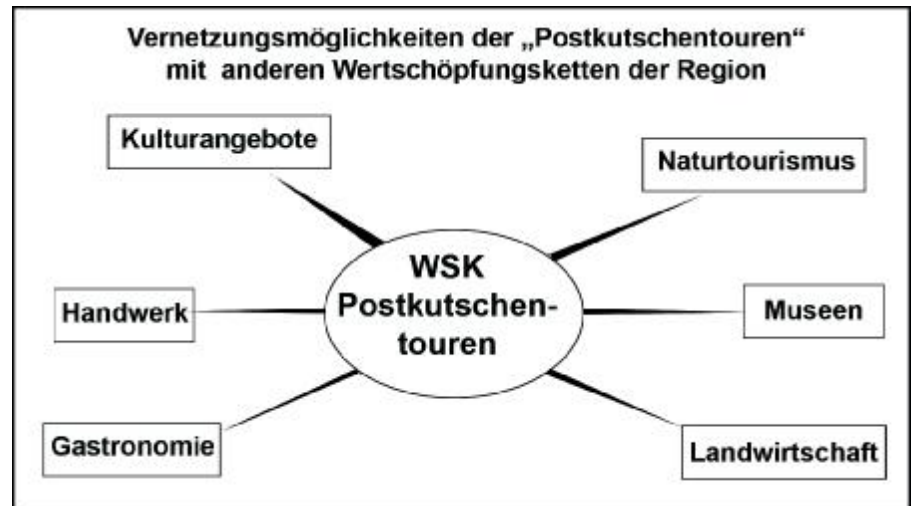 Vernetzungsmöglichkeiten der „Postkutschentouren“
mit anderen Wertschöpfungsketten der Region
Kulturangebote
Naturtourismus
WSK
Postkutschen-
touren
Handwerk
Museen
Gastronomie
Landwirtschaft